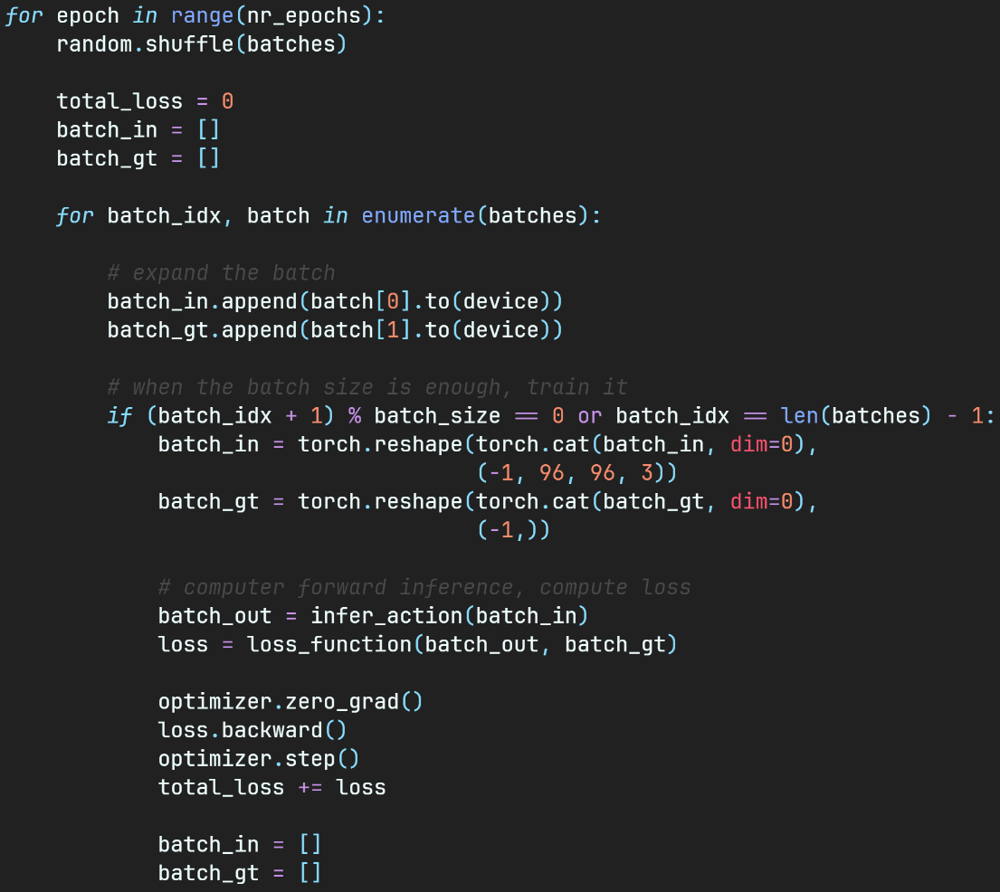 for epoch in range(nr_epochs):
    random.shuffle(batches)

    total_loss = 0
    batch_in = []
    batch_gt = []

    for batch_idx, batch in enumerate(batches):

        # expand the batch
        batch_in.append(batch[0].to(device))
        batch_gt.append(batch[1].to(device))

        # when the batch size is enough, train it
        if (batch_idx + 1) % batch_size == 0 or batch_idx == len(batches) - 1:
            batch_in = torch.reshape(torch.cat(batch_in, dim=0),
                                     (-1, 96, 96, 3))
            batch_gt = torch.reshape(torch.cat(batch_gt, dim=0),
                                     (-1,))

            # computer forward inference, compute loss
            batch_out = infer_action(batch_in)
            loss = loss_function(batch_out, batch_gt)

            optimizer.zero_grad()
            loss.backward()
            optimizer.step()
            total_loss += loss

            batch_in = []
            batch_gt = []